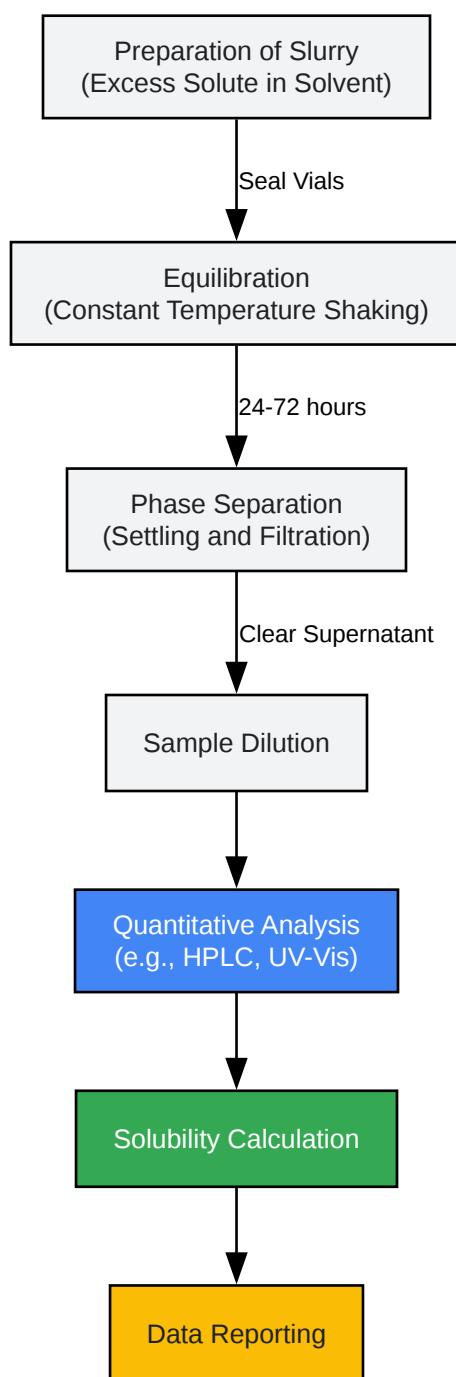 Preparation of Slurry
(Excess Solute in Solvent)
Seal Vials
Equilibration
(Constant Temperature Shaking)
24-72 hours
Phase Separation
(Settling and Filtration)
Clear Supernatant
Sample Dilution
Quantitative Analysis
(e.g., HPLC, UV-Vis)
Solubility Calculation
Data Reporting